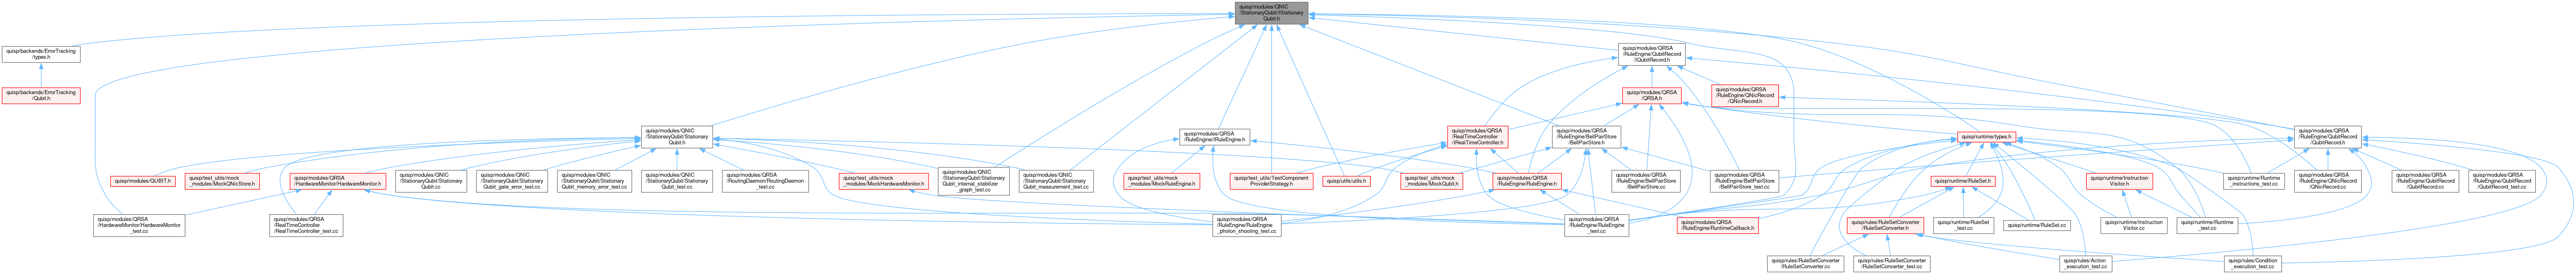 quisp/modules/QNIC
/StationaryQubit/IStationary
Qubit.h
quisp/backends/ErrorTracking
/types.h
quisp/backends/ErrorTracking
/Qubit.h
quisp/modules/QRSA
/RuleEngine/QubitRecord
/IQubitRecord.h
quisp/modules/QRSA
/QRSA.h
quisp/modules/QRSA
/RuleEngine/QNicRecord
/QNicRecord.h
quisp/modules/QNIC
/StationaryQubit/Stationary
Qubit.h
quisp/modules/QRSA
/RuleEngine/IRuleEngine.h
quisp/modules/QRSA
/RealTimeController
/IRealTimeController.h
quisp/modules/QRSA
/RuleEngine/BellPairStore
/BellPairStore.h
quisp/runtime/types.h
quisp/modules/QRSA
/RuleEngine/QubitRecord
/QubitRecord.h
quisp/modules/QUBIT.h
quisp/test_utils/mock
_modules/MockQNicStore.h
quisp/modules/QRSA
/HardwareMonitor/HardwareMonitor.h
quisp/modules/QNIC
/StationaryQubit/Stationary
Qubit.cc
quisp/modules/QNIC
/StationaryQubit/Stationary
Qubit_gate_error_test.cc
quisp/modules/QNIC
/StationaryQubit/Stationary
Qubit_memory_error_test.cc
quisp/modules/QNIC
/StationaryQubit/Stationary
Qubit_test.cc
quisp/modules/QRSA
/RoutingDaemon/RoutingDaemon
_test.cc
quisp/test_utils/mock
_modules/MockHardwareMonitor.h
quisp/modules/QNIC
/StationaryQubit/Stationary
Qubit_internal_stabilizer
_graph_test.cc
quisp/modules/QNIC
/StationaryQubit/Stationary
Qubit_measurement_test.cc
quisp/test_utils/mock
_modules/MockRuleEngine.h
quisp/test_utils/TestComponent
ProviderStrategy.h
quisp/utils/utils.h
quisp/test_utils/mock
_modules/MockQubit.h
quisp/modules/QRSA
/RuleEngine/RuleEngine.h
quisp/modules/QRSA
/RuleEngine/BellPairStore
/BellPairStore.cc
quisp/modules/QRSA
/RuleEngine/BellPairStore
/BellPairStore_test.cc
quisp/runtime/RuleSet.h
quisp/runtime/Instruction
Visitor.h
quisp/runtime/Runtime
_instructions_test.cc
quisp/modules/QRSA
/RuleEngine/QNicRecord
/QNicRecord.cc
quisp/modules/QRSA
/RuleEngine/QubitRecord
/QubitRecord.cc
quisp/modules/QRSA
/RuleEngine/QubitRecord
/QubitRecord_test.cc
quisp/modules/QRSA
/HardwareMonitor/HardwareMonitor
_test.cc
quisp/modules/QRSA
/RealTimeController
/RealTimeController_test.cc
quisp/modules/QRSA
/RuleEngine/RuleEngine
_photon_shooting_test.cc
quisp/modules/QRSA
/RuleEngine/RuleEngine
_test.cc
quisp/modules/QRSA
/RuleEngine/RuntimeCallback.h
quisp/rules/RuleSetConverter
/RuleSetConverter.h
quisp/runtime/RuleSet
_test.cc
quisp/runtime/RuleSet.cc
quisp/runtime/Instruction
Visitor.cc
quisp/runtime/Runtime
_test.cc
quisp/rules/RuleSetConverter
/RuleSetConverter.cc
quisp/rules/RuleSetConverter
/RuleSetConverter_test.cc
quisp/rules/Action
_execution_test.cc
quisp/rules/Condition
_execution_test.cc